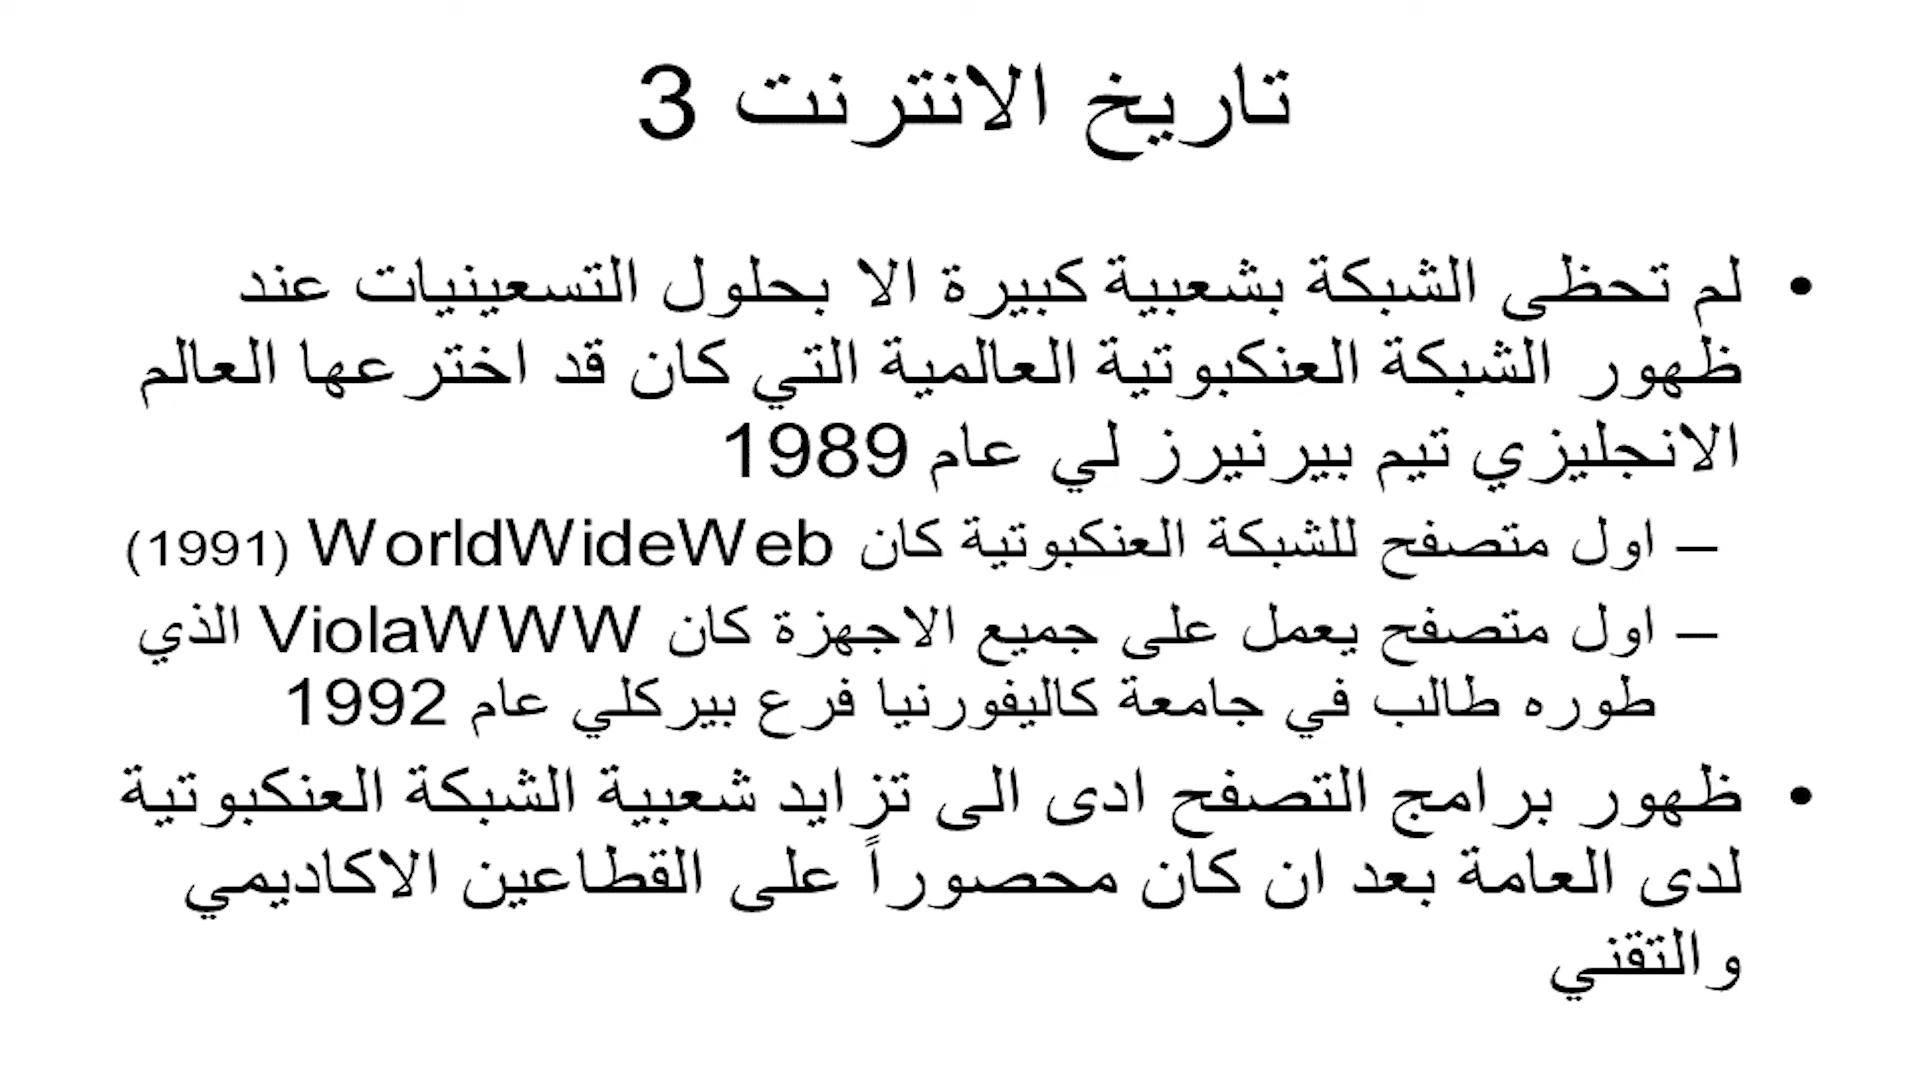 تاريخ الانترنت 3
• لم تحظى الشبكة بشعبية كبيرة الا بحلول التسعينيات عند
ظهور الشبكة العنكبوتية العالمية التي كان قد اخترعها العالم
الانجليزي تيم بيرنيرز لي عام 1989
– اول متصفح للشبكة العنكبوتية كان WorldWideWeb (1991)
– اول متصفح يعمل على جميع الاجهزة كان ViolaWWW الذي
طوره طالب في جامعة كاليفورنيا فرع بيركلي عام 1992
• ظهور برامج التصفح ادى الى تزايد شعبية الشبكة العنكبوتية
لدى العامة بعد ان كان محصوراً على القطاعين الاكاديمي
والتقني